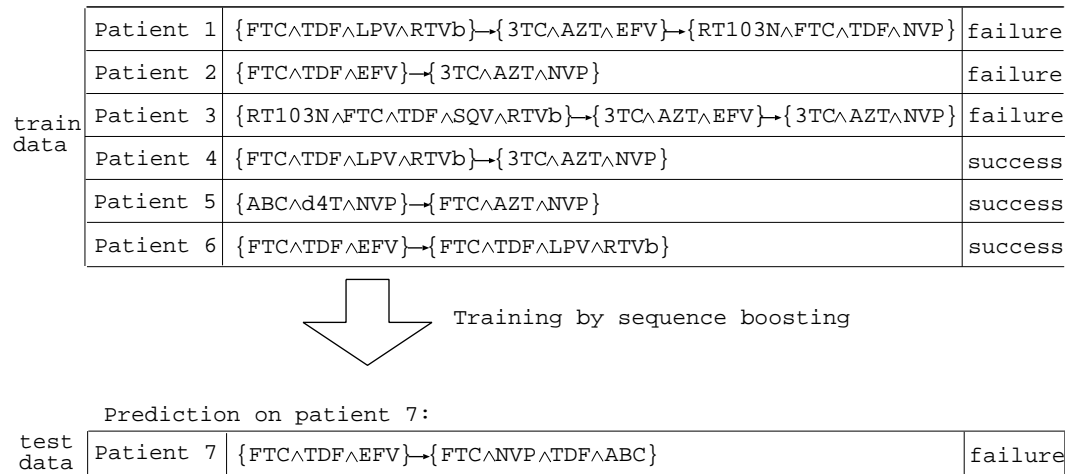 Patient 1 {FTC∧TDF∧LPV∧RTVb}→{3TC∧AZT∧EFV}→{RT103N∧FTC∧TDF∧NVP} failure
Patient 2 {FTC∧TDF∧EFV}→{3TC∧AZT∧NVP} failure
train data
Patient 3 {RT103N∧FTC∧TDF∧SQV∧RTVb}→{3TC∧AZT∧EFV}→{3TC∧AZT∧NVP} failure
Patient 4 {FTC∧TDF∧LPV∧RTVb}→{3TC∧AZT∧NVP} success
Patient 5 {ABC∧d4T∧NVP}→{FTC∧AZT∧NVP} success
Patient 6 {FTC∧TDF∧EFV}→{FTC∧TDF∧LPV∧RTVb} success
Training by sequence boosting
Prediction on patient 7:
test data
Patient 7 {FTC∧TDF∧EFV}→{FTC∧NVP∧TDF∧ABC} failure